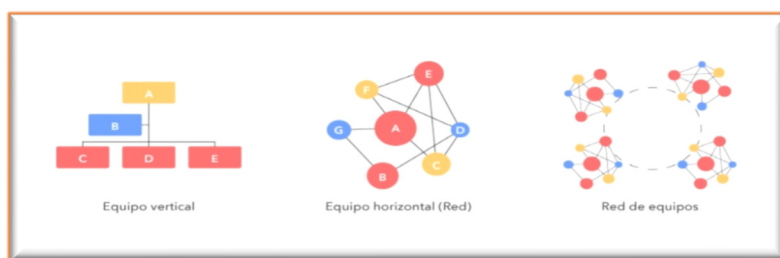 A
B
C D E
Equipo vertical
E
F
G A D
C
B
Equipo horizontal (Red)
Red de equipos